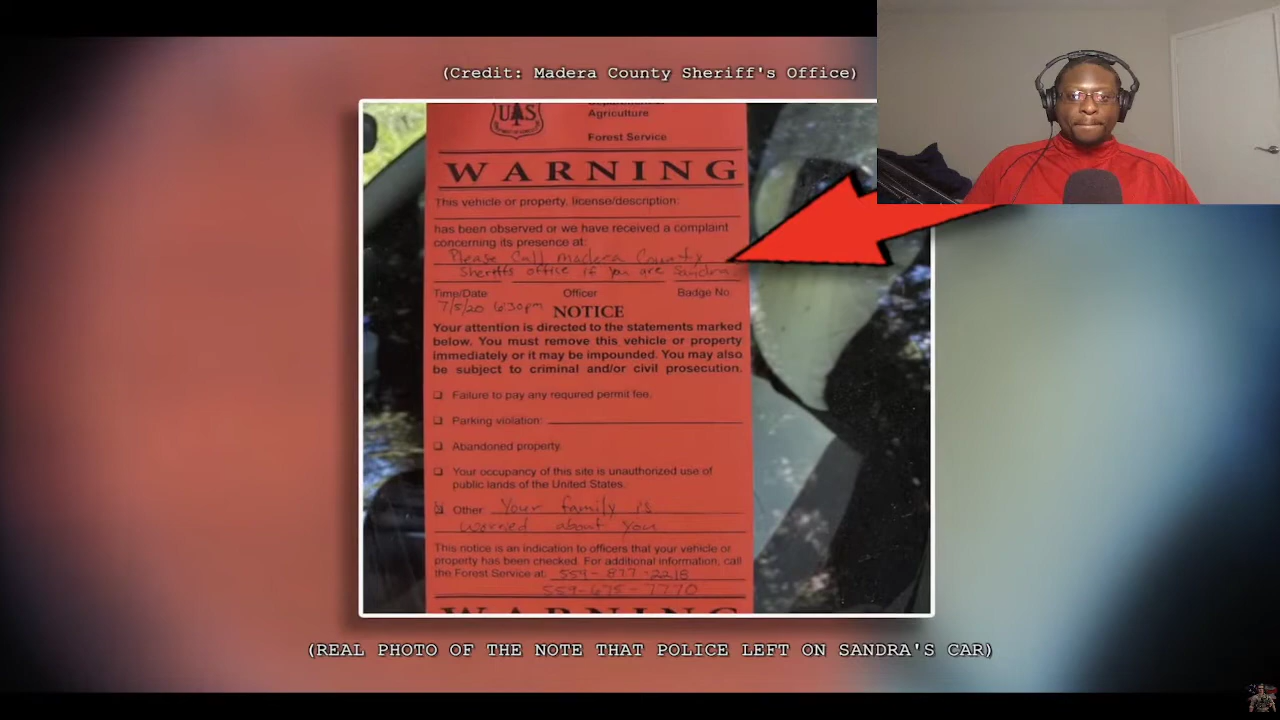 (Credit: Madera County Sheriff's Office)
UAS
Agriculture
Forest Service
WARNING
This vehicle or property, license/description:
has been observed or we have received a complaint
concerning its presence at:
Please Call Madera County
Sheriffs office if you are Sandra
Time/Date Officer Badge No.
7/5/20 6:30pm NOTICE
Your attention is directed to the statements marked
below. You must remove this vehicle or property
immediately or it may be impounded. You may also
be subject to criminal and/or civil prosecution.
Failure to pay any required permit fee.
Parking violation:
Abandoned property.
Your occupancy of this site is unauthorized use of
public lands of the United States.
Other: Your family is
worried about you
This notice is an indication to officers that your vehicle or
property has been checked. For additional information, call
the Forest Service at: 559-877-2218
559-675-7770
WARNING
(REAL PHOTO OF THE NOTE THAT POLICE LEFT ON SANDRA'S CAR)